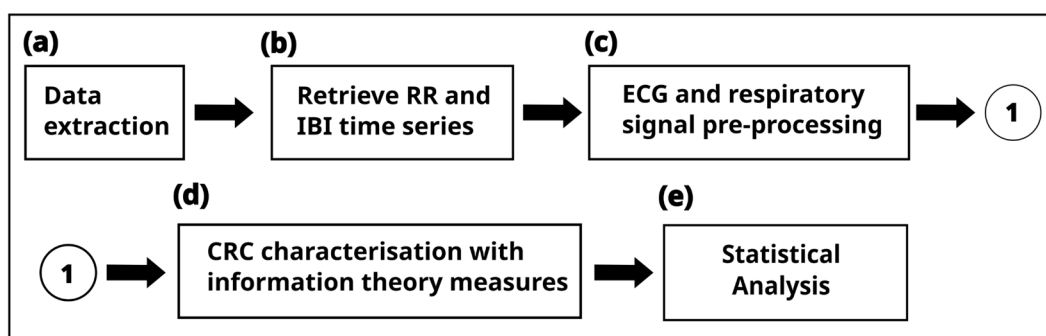 (a)
Data
extraction
(b)
Retrieve RR and
IBI time series
(c)
ECG and respiratory
signal pre-processing
1
1
(d)
CRC characterisation with
information theory measures
(e)
Statistical
Analysis